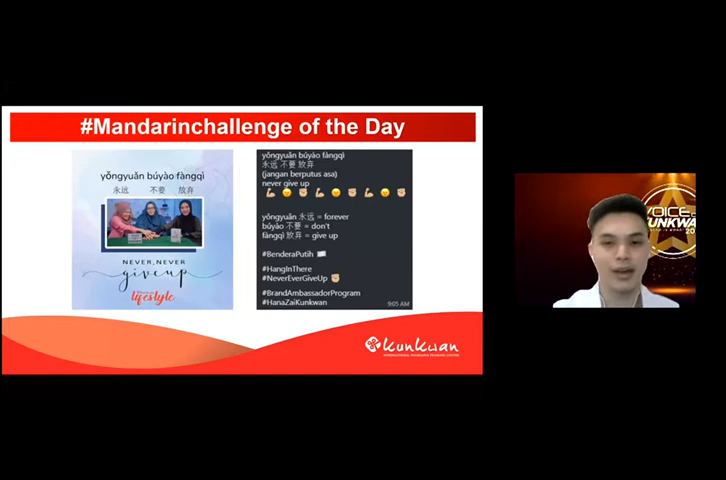 #Mandarinchallenge of the Day
yǒngyuǎn búyào fàngqì
永远 不要 放弃
NEVER, NEVER
give up
lifestyle
yǒngyuǎn búyào fàngqì
永远 不要 放弃
(jangan berputus asa)
never give up
yǒngyuǎn 永远 = forever
búyào 不要 = don't
fàngqì 放弃 = give up
#BenderaPutih
#HangInThere
#NeverEverGiveUp
#BrandAmbassadorProgram
#HanaZaiKunkwan
9:05 AM
kunkwan
INTERNATIONAL MANDARIN TRAINING CENTRE
VOICE
KUNKWAN